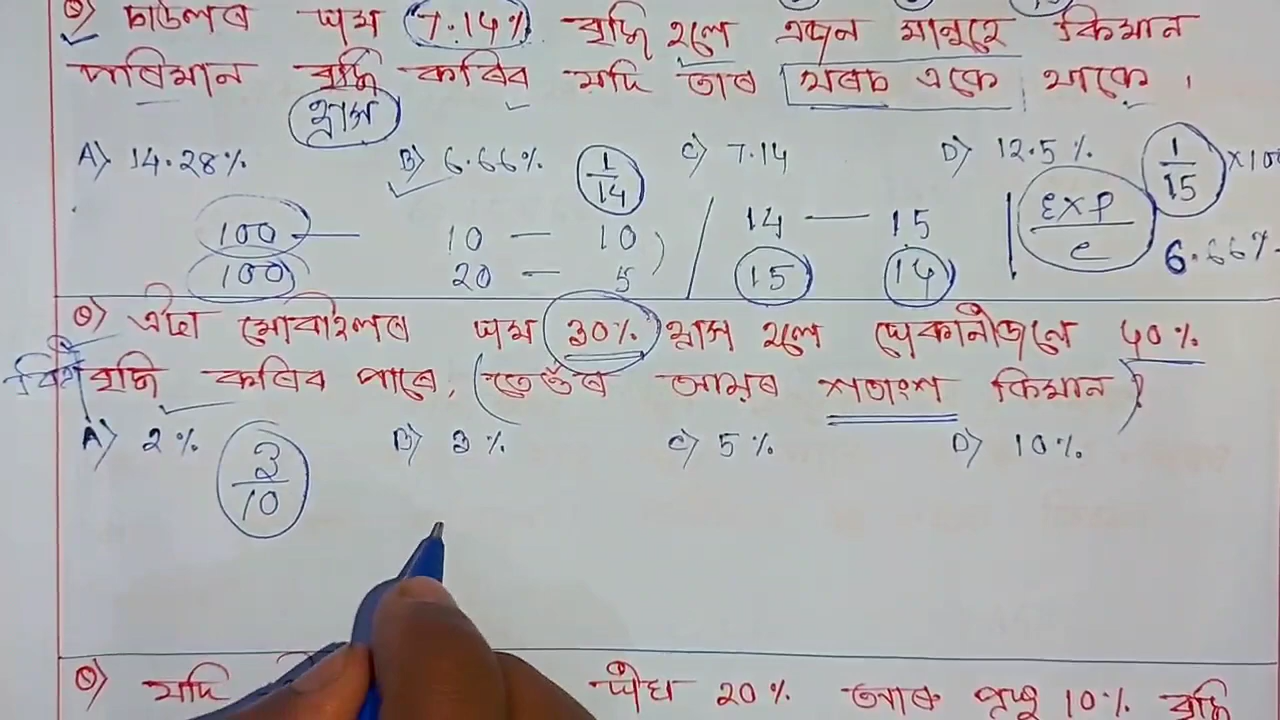 Q) চাউলৰ দাম 7.14% বৃদ্ধি হলে এজন মানুহে কিমান
পৰিমান বৃদ্ধি কৰিব যদি তাৰ খৰচ একে থাকে।
হ্ৰাস
A) 14.28% B) 6.66% C) 7.14 D) 12.5%
1/14
1/15 ×100
100 — 10 — 10 14 — 15 Exp/c
100 20 — 5 15 14 6.66%
Q) এটা মোবাইলৰ দাম 30% হ্ৰাস হলে দোকানীজনে 40%
বৃদ্ধি কৰিব পাৰে, (তেওঁৰ আয়ৰ শতাংশ কিমান)
A) 2% B) 3% C) 5% D) 10%
3/10
Q) যদি 20% আৰু 10% বৃদ্ধি